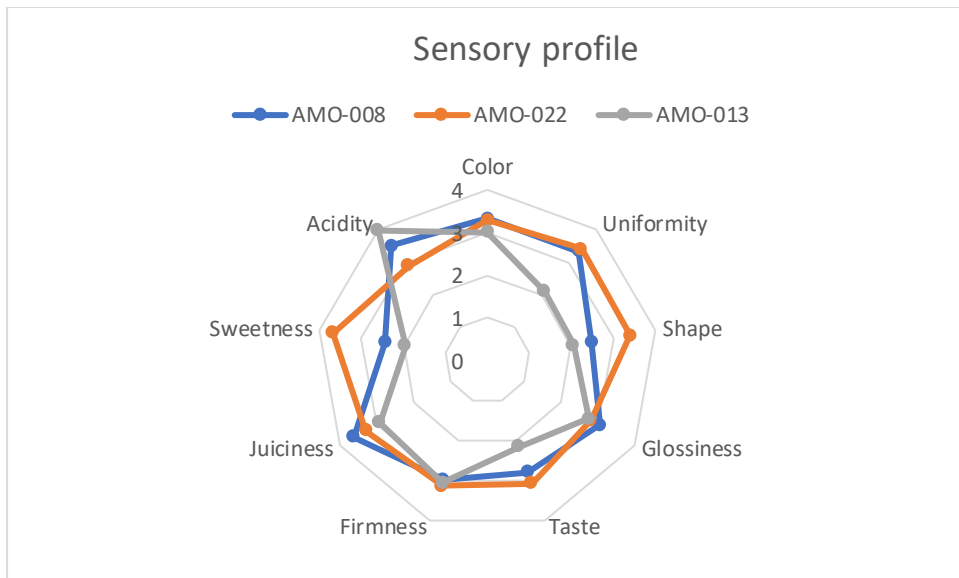 Sensory profile
AMO-008 AMO-022 AMO-013
Color
4
Acidity
Uniformity
3
2
Sweetness
Shape
1
0
Juiciness
Glossiness
Firmness
Taste